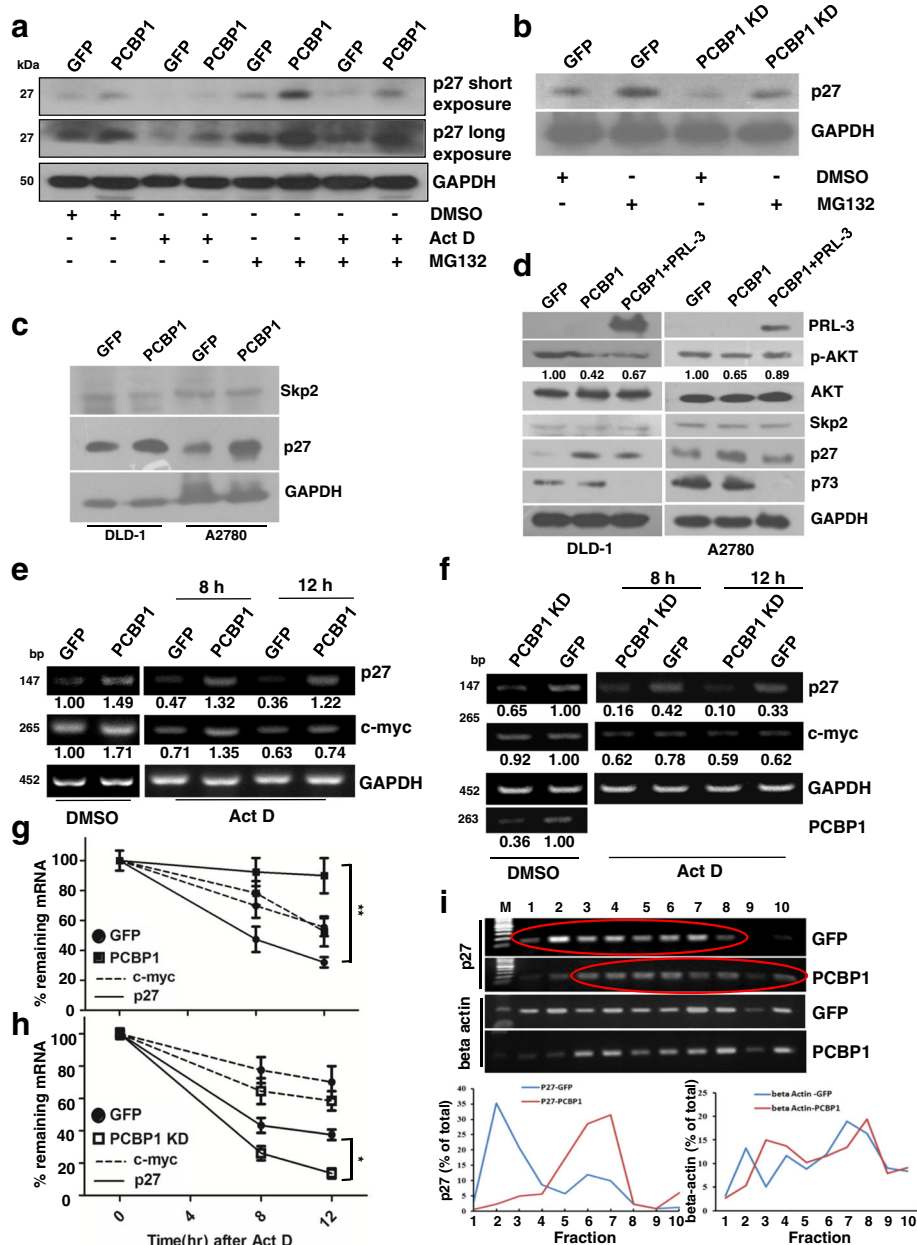 a
GFP PCBP1 GFP PCBP1 GFP PCBP1 GFP PCBP1
kDa
27 p27 short exposure
27 p27 long exposure
50 GAPDH
+ + - - - - - - DMSO
- - + + - - + + Act D
- - - - + + + + MG132
b
GFP GFP PCBP1 KD PCBP1 KD
p27
GAPDH
+ - + - DMSO
- + - + MG132
c
GFP PCBP1 GFP PCBP1
Skp2
p27
GAPDH
DLD-1 A2780
d
GFP PCBP1 PCBP1+PRL-3 GFP PCBP1 PCBP1+PRL-3
PRL-3
p-AKT
1.00 0.42 0.67 1.00 0.65 0.89
AKT
Skp2
p27
p73
GAPDH
DLD-1 A2780
e
8 h 12 h
GFP PCBP1 GFP PCBP1 GFP PCBP1
bp
147 p27
1.00 1.49 0.47 1.32 0.36 1.22
265 c-myc
1.00 1.71 0.71 1.35 0.63 0.74
452 GAPDH
DMSO Act D
f
8 h 12 h
PCBP1 KD GFP PCBP1 KD GFP PCBP1 KD GFP
bp
147 p27
0.65 1.00 0.16 0.42 0.10 0.33
265 c-myc
0.92 1.00 0.62 0.78 0.59 0.62
452 GAPDH
263 PCBP1
0.36 1.00
DMSO Act D
g
% remaining mRNA
100
80
60
40
20
0
GFP
PCBP1
c-myc
p27
**
h
% remaining mRNA
100
80
60
40
20
0
GFP
PCBP1 KD
c-myc
p27
*
0 4 8 12
Time(hr) after Act D
i
M 1 2 3 4 5 6 7 8 9 10
p27
GFP
PCBP1
beta actin
GFP
PCBP1
P27-GFP
P27-PCBP1
p27 (% of total)
40
35
30
25
20
15
10
5
0
1 2 3 4 5 6 7 8 9 10
Fraction
beta Actin -GFP
beta Actin-PCBP1
beta-actin (% of total)
25
20
15
10
5
0
1 2 3 4 5 6 7 8 9 10
Fraction